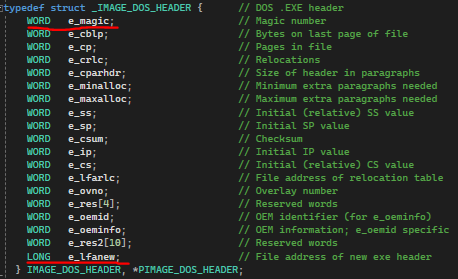 typedef struct _IMAGE_DOS_HEADER { // DOS .EXE header
WORD e_magic; // Magic number
WORD e_cblp; // Bytes on last page of file
WORD e_cp; // Pages in file
WORD e_crlc; // Relocations
WORD e_cparhdr; // Size of header in paragraphs
WORD e_minalloc; // Minimum extra paragraphs needed
WORD e_maxalloc; // Maximum extra paragraphs needed
WORD e_ss; // Initial (relative) SS value
WORD e_sp; // Initial SP value
WORD e_csum; // Checksum
WORD e_ip; // Initial IP value
WORD e_cs; // Initial (relative) CS value
WORD e_lfarlc; // File address of relocation table
WORD e_ovno; // Overlay number
WORD e_res[4]; // Reserved words
WORD e_oemid; // OEM identifier (for e_oeminfo)
WORD e_oeminfo; // OEM information; e_oemid specific
WORD e_res2[10]; // Reserved words
LONG e_lfanew; // File address of new exe header
} IMAGE_DOS_HEADER, *PIMAGE_DOS_HEADER;